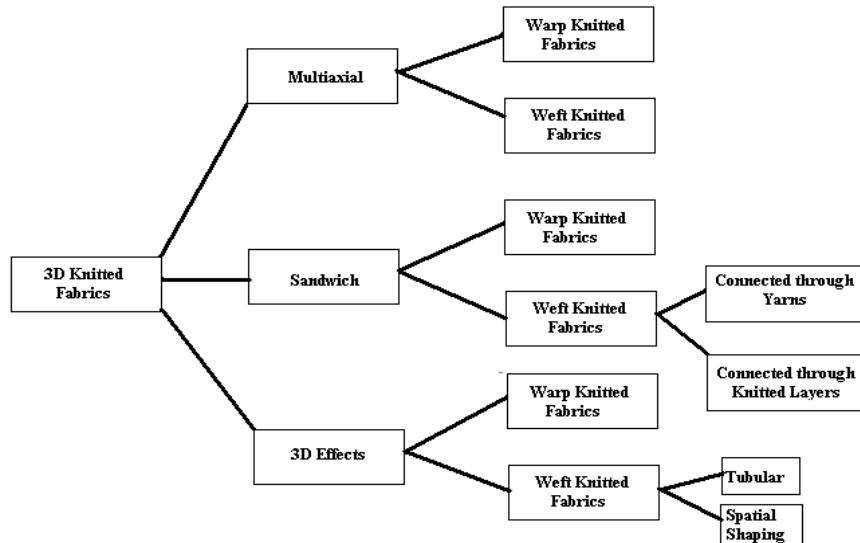 Warp Knitted
Fabrics
Multiaxial
Weft Knitted
Fabrics
Warp Knitted
Fabrics
3D Knitted
Fabrics
Sandwich
Weft Knitted
Fabrics
Connected through
Yarns
Connected through
Knitted Layers
Warp Knitted
Fabrics
3D Effects
Weft Knitted
Fabrics
Tubular
Spatial
Shaping